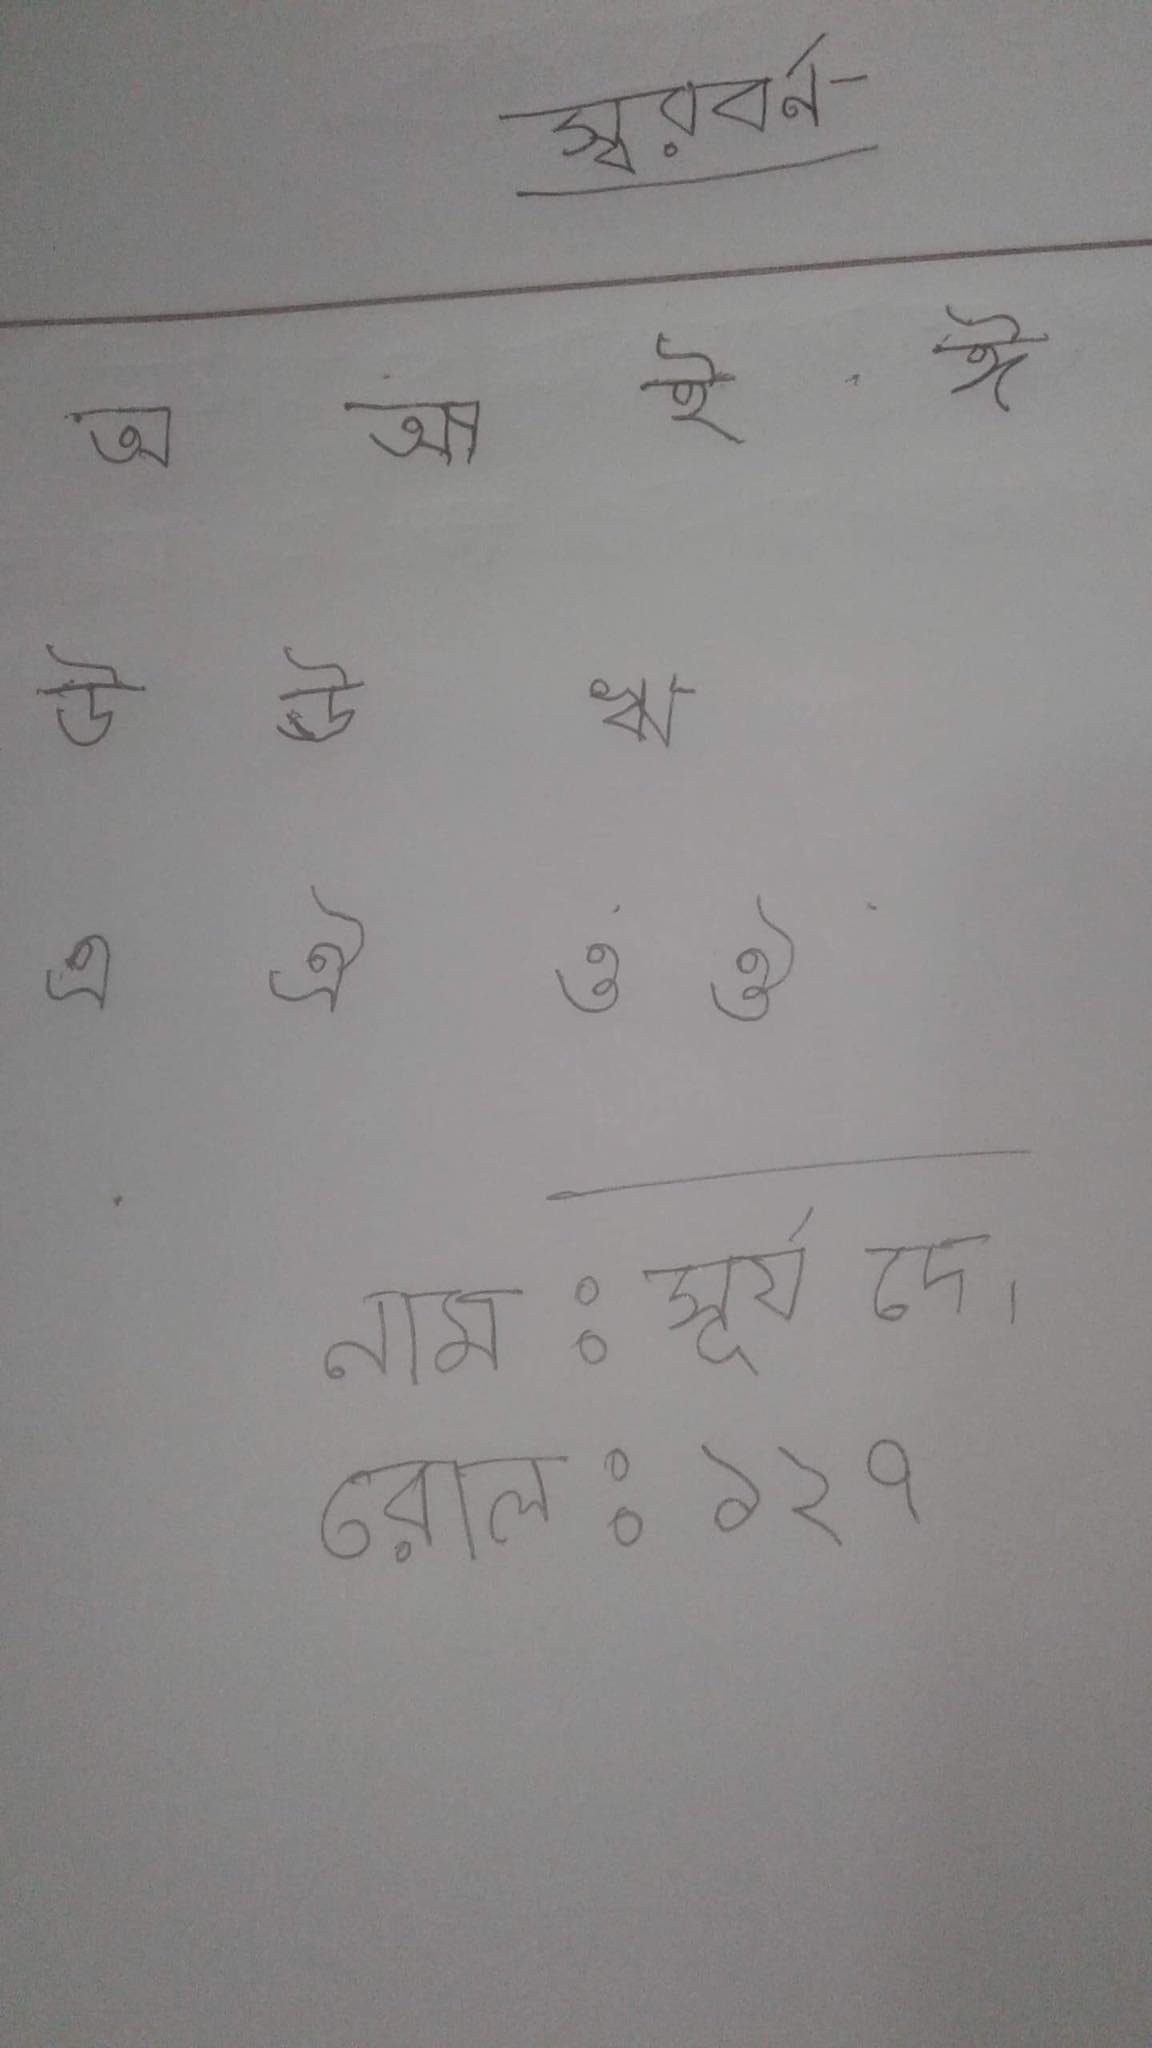 স্বরবর্ন
অ আ ই ঈ
উ ঊ ঋ
এ ঐ ও ঔ
নাম : সূর্য দে।
রোল : ১২৭